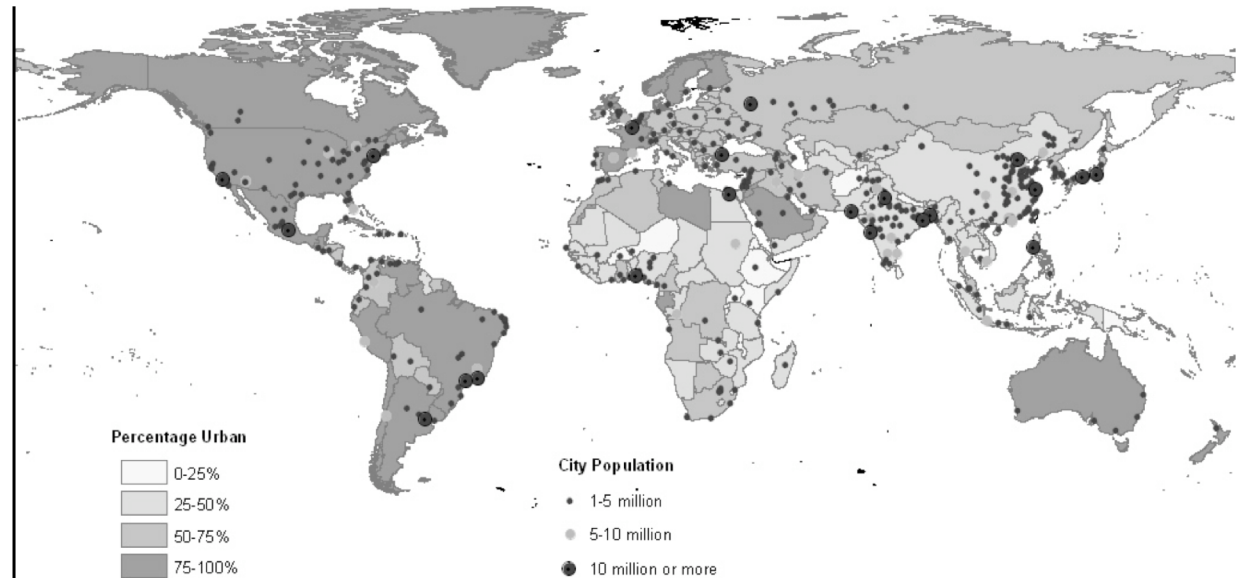 Percentage Urban
0-25%
25-50%
50-75%
75-100%
City Population
1-5 million
5-10 million
10 million or more